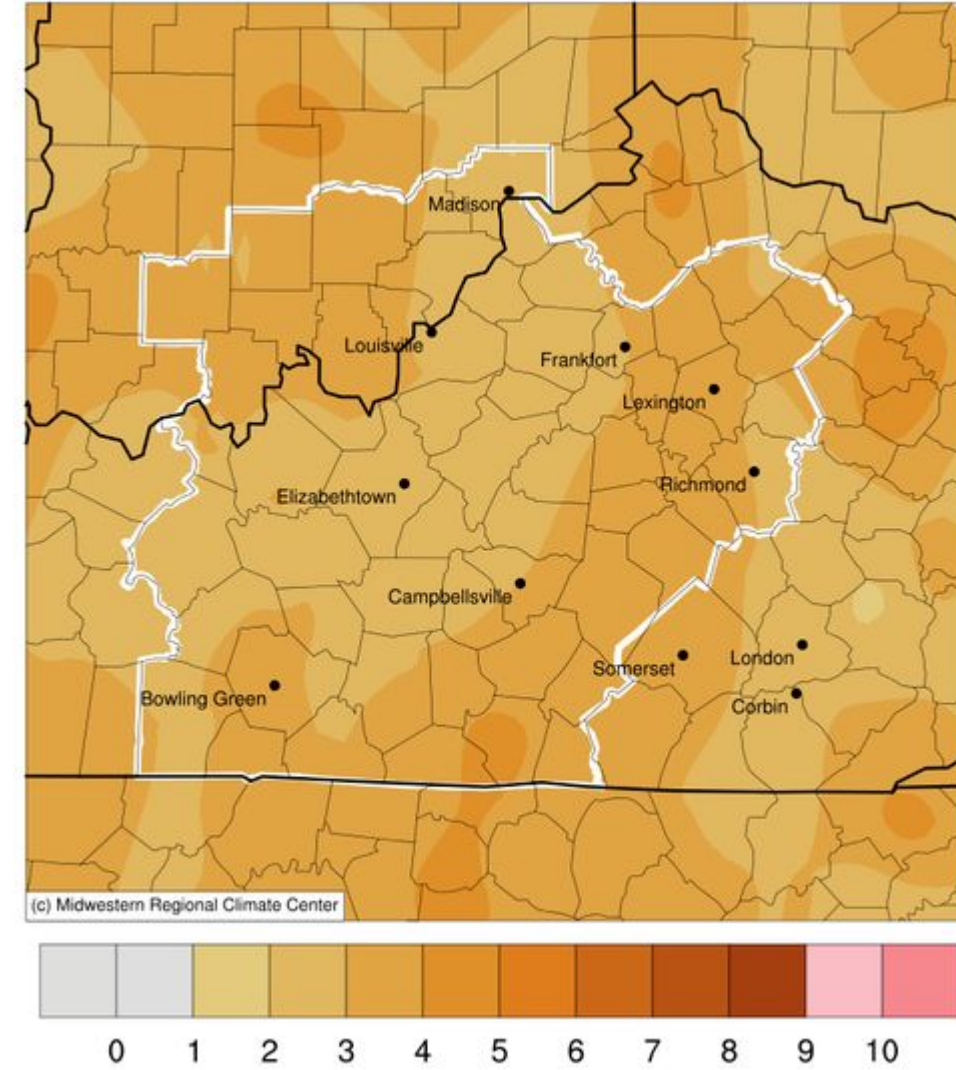 Madison
Louisville
Frankfort
Lexington
Richmond
Elizabethtown
Campbellsville
Somerset
London
Bowling Green
Corbin
(c) Midwestern Regional Climate Center
0 1 2 3 4 5 6 7 8 9 10